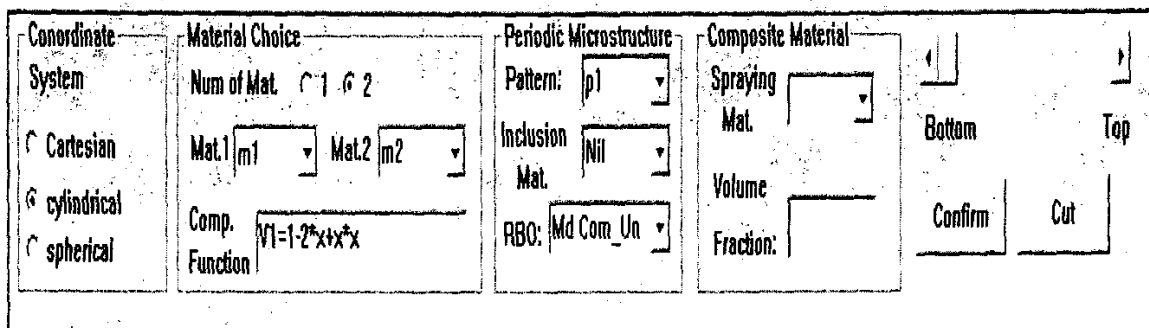 Conordinate
System
Cartesian
cylindrical
spherical
Material Choice
Num of Mat. 1 2
Mat.1 m1 Mat.2 m2
Comp.
Function
V1=1-2*x+x*x
Periodic Microstructure
Pattern: p1
Inclusion
Mat.
Nil
RBO: Md Com_Un
Composite Material
Spraying
Mat.
Volume
Fraction:
Bottom Top
Confirm Cut